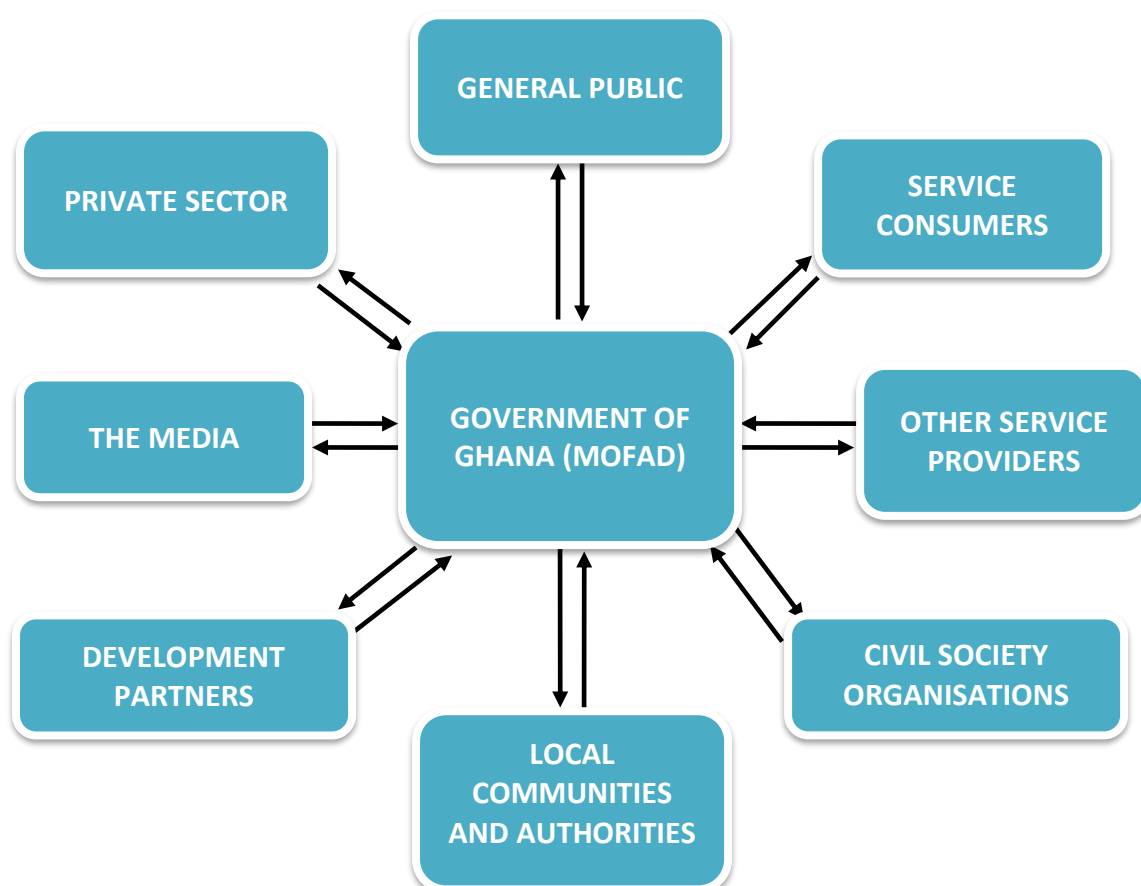 GENERAL PUBLIC
PRIVATE SECTOR
SERVICE
CONSUMERS
THE MEDIA
GOVERNMENT OF
GHANA (MOFAD)
OTHER SERVICE
PROVIDERS
DEVELOPMENT
PARTNERS
CIVIL SOCIETY
ORGANISATIONS
LOCAL
COMMUNITIES
AND AUTHORITIES